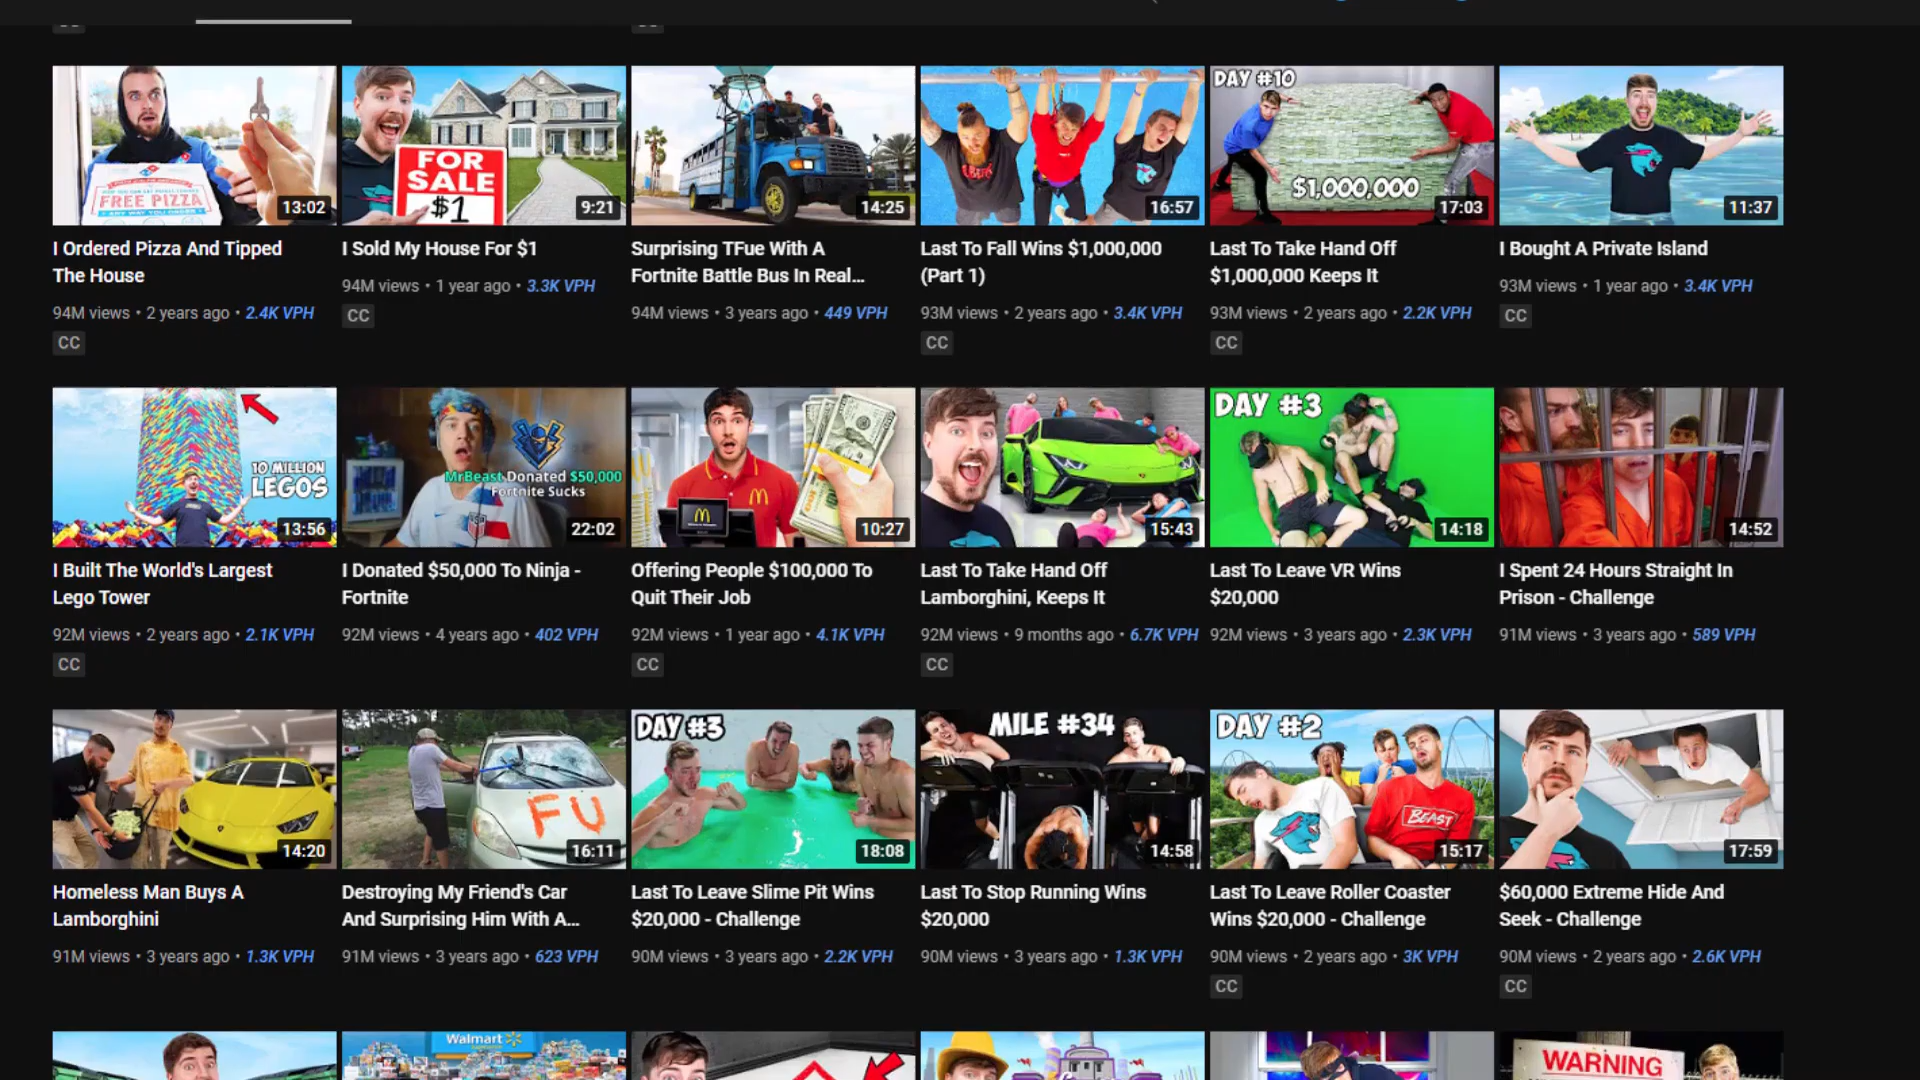 CC
CC
FREE PIZZA
13:02
FOR
SALE
$1
9:21
14:25
16:57
DAY #10
$1,000,000
17:03
11:37
I Ordered Pizza And Tipped
The House
94M views • 2 years ago • 2.4K VPH
CC
I Sold My House For $1
94M views • 1 year ago • 3.3K VPH
CC
Surprising TFue With A
Fortnite Battle Bus In Real...
94M views • 3 years ago • 449 VPH
Last To Fall Wins $1,000,000
(Part 1)
93M views • 2 years ago • 3.4K VPH
CC
Last To Take Hand Off
$1,000,000 Keeps It
93M views • 2 years ago • 2.2K VPH
CC
I Bought A Private Island
93M views • 1 year ago • 3.4K VPH
CC
10 MILLION
LEGOS
13:56
MrBeast Donated $50,000
Fortnite Sucks
22:02
10:27
15:43
DAY #3
14:18
14:52
I Built The World's Largest
Lego Tower
92M views • 2 years ago • 2.1K VPH
CC
I Donated $50,000 To Ninja -
Fortnite
92M views • 4 years ago • 402 VPH
Offering People $100,000 To
Quit Their Job
92M views • 1 year ago • 4.1K VPH
CC
Last To Take Hand Off
Lamborghini, Keeps It
92M views • 9 months ago • 6.7K VPH
CC
Last To Leave VR Wins
$20,000
92M views • 3 years ago • 2.3K VPH
I Spent 24 Hours Straight In
Prison - Challenge
91M views • 3 years ago • 589 VPH
14:20
FU
16:11
DAY #3
18:08
MILE #34
14:58
DAY #2
BEAST
15:17
17:59
Homeless Man Buys A
Lamborghini
91M views • 3 years ago • 1.3K VPH
Destroying My Friend's Car
And Surprising Him With A...
91M views • 3 years ago • 623 VPH
Last To Leave Slime Pit Wins
$20,000 - Challenge
90M views • 3 years ago • 2.2K VPH
Last To Stop Running Wins
$20,000
90M views • 3 years ago • 1.3K VPH
Last To Leave Roller Coaster
Wins $20,000 - Challenge
90M views • 2 years ago • 3K VPH
CC
$60,000 Extreme Hide And
Seek - Challenge
90M views • 2 years ago • 2.6K VPH
CC
Walmart
WARNING